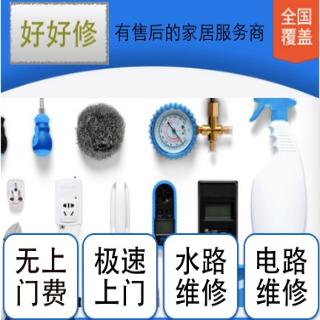 好好修
有售后的家居服务商
全国
覆盖
无上
门费
极速
上门
水路
维修
电路
维修